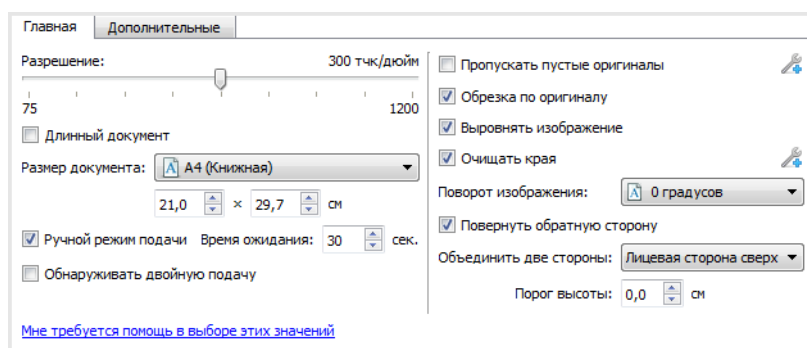 Главная
Дополнительные
Разрешение: 300 тчк/дюйм
75 1200
Длинный документ
Размер документа: А4 (Книжная)
21,0 × 29,7 см
Ручной режим подачи Время ожидания: 30 сек.
Обнаруживать двойную подачу
Мне требуется помощь в выборе этих значений
Пропускать пустые оригиналы
Обрезка по оригиналу
Выровнять изображение
Очищать края
Поворот изображения: 0 градусов
Повернуть обратную сторону
Объединить две стороны: Лицевая сторона сверх
Порог высоты: 0,0 см